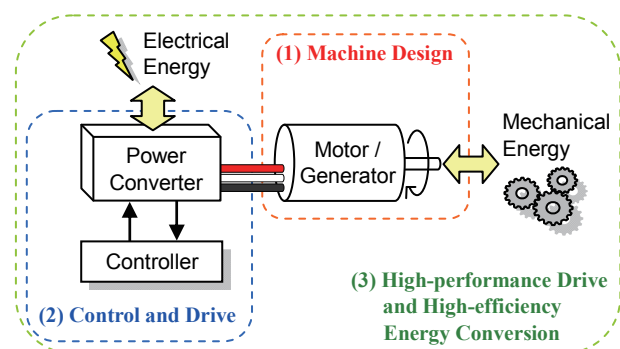 Electrical
Energy
(1) Machine Design
Mechanical
Energy
Power
Converter
Motor /
Generator
Controller
(2) Control and Drive
(3) High-performance Drive
and High-efficiency
Energy Conversion